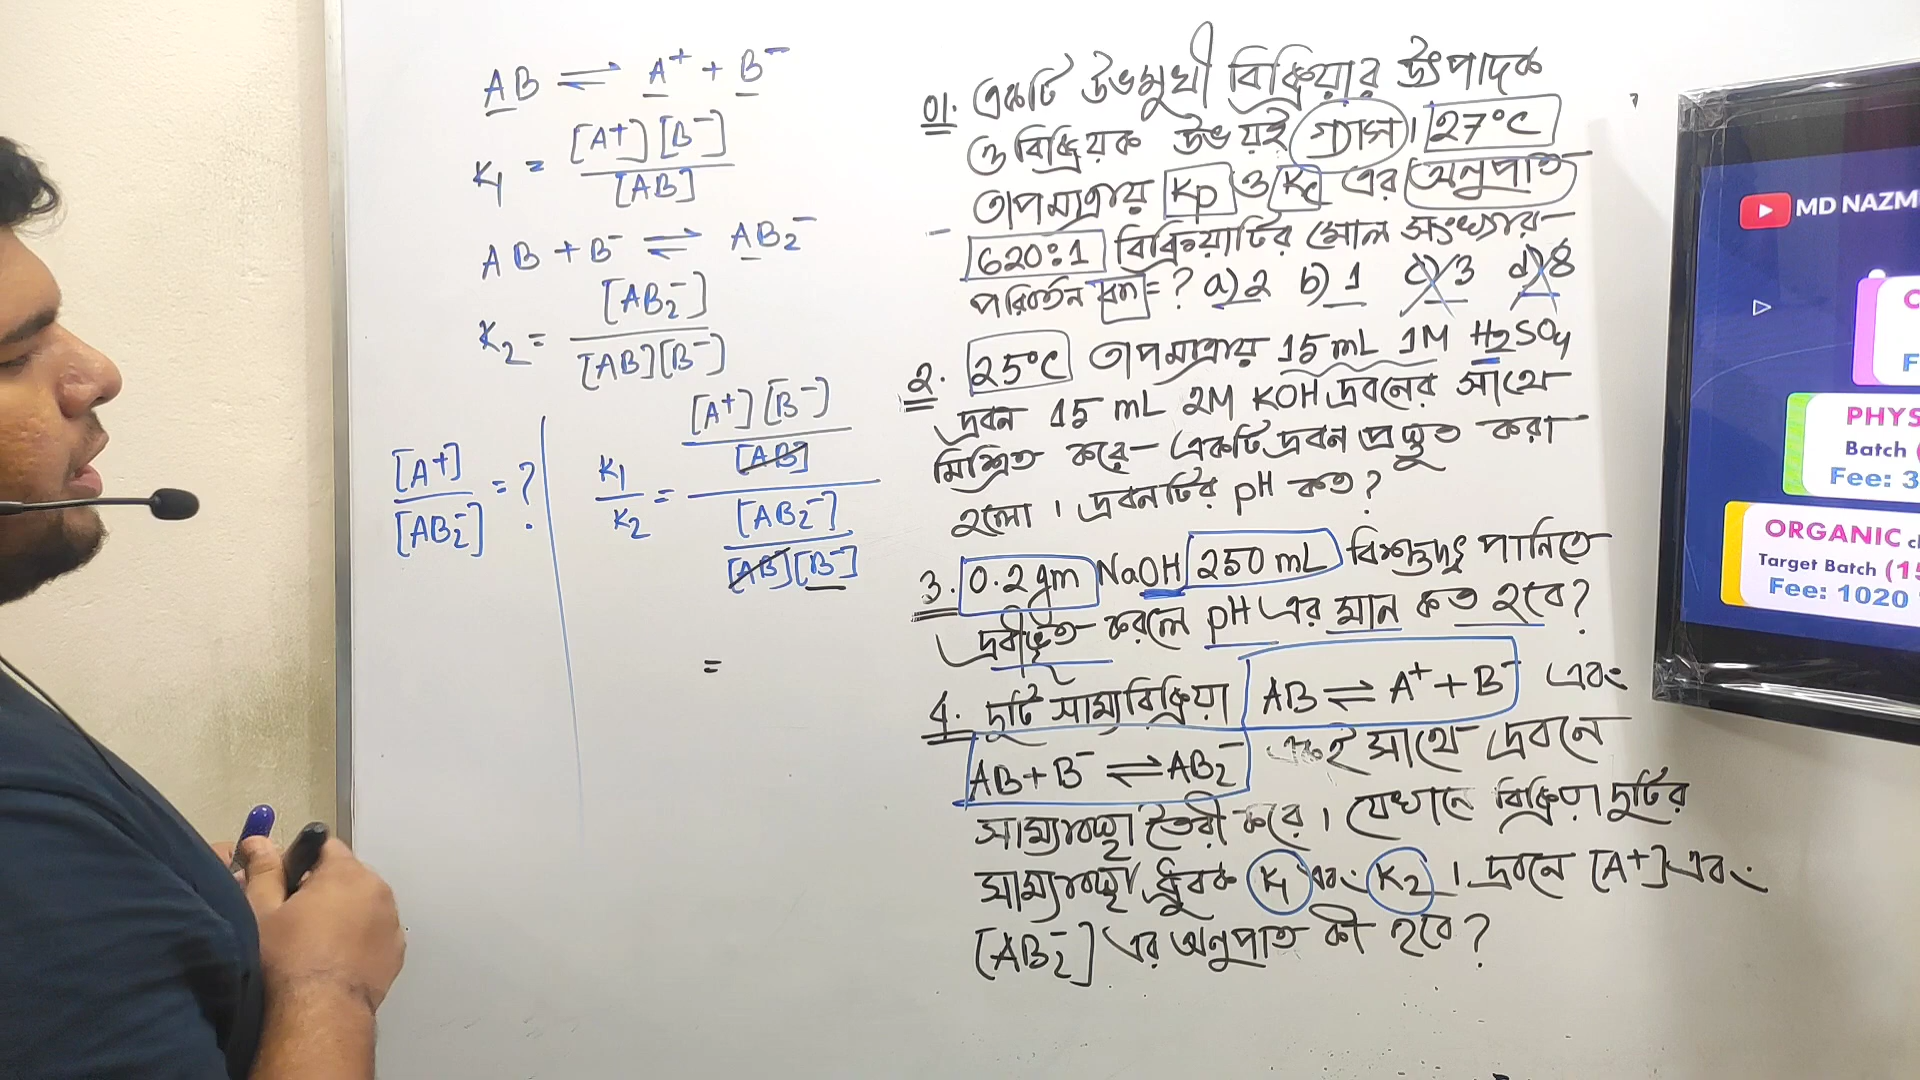 AB ⇌ A⁺ + B⁻
K₁ = [A⁺][B⁻] / [AB]
AB + B⁻ ⇌ AB₂⁻
K₂ = [AB₂⁻] / [AB][B⁻]
[A⁺] / [AB₂⁻] = ?
K₁ / K₂ = ([A⁺][B⁻] / [AB]) / ([AB₂⁻] / [AB][B⁻])
=
01. একটি উভমুখী বিক্রিয়ার উৎপাদক
ও বিক্রিয়ক উভয়ই গ্যাস। 27°C
তাপমাত্রায় Kp ও Kc এর অনুপাত
620:1 বিক্রিয়াটির মোল সংখ্যার
পরিবর্তন = ? a) 2 b) 1 c) 3 d) 8
2. 25°C তাপমাত্রায় 15 mL 1M H₂SO₄
দ্রবন 15 mL 2M KOH দ্রবনের সাথে
মিশ্রিত করে একটি দ্রবন প্রস্তুত করা
হলো। দ্রবনটির pH কত?
3. 0.2 gm NaOH 250 mL বিশুদ্ধ পানিতে
দ্রবীভূত করলে pH এর মান কত হবে?
4. দুটি সাম্যবিক্রিয়া AB ⇌ A⁺ + B⁻ এবং
AB + B⁻ ⇌ AB₂⁻ একই সাথে দ্রবনে
সাম্যবস্থা তৈরী করে। যেখানে বিক্রিয়া দুটির
সাম্যবস্থা ধ্রুবক K₁ এবং K₂। দ্রবনে [A⁺] এবং
[AB₂⁻] এর অনুপাত কী হবে?
MD NAZM
C
F
PHYS
Batch (
Fee: 3
ORGANIC cl
Target Batch (15
Fee: 1020